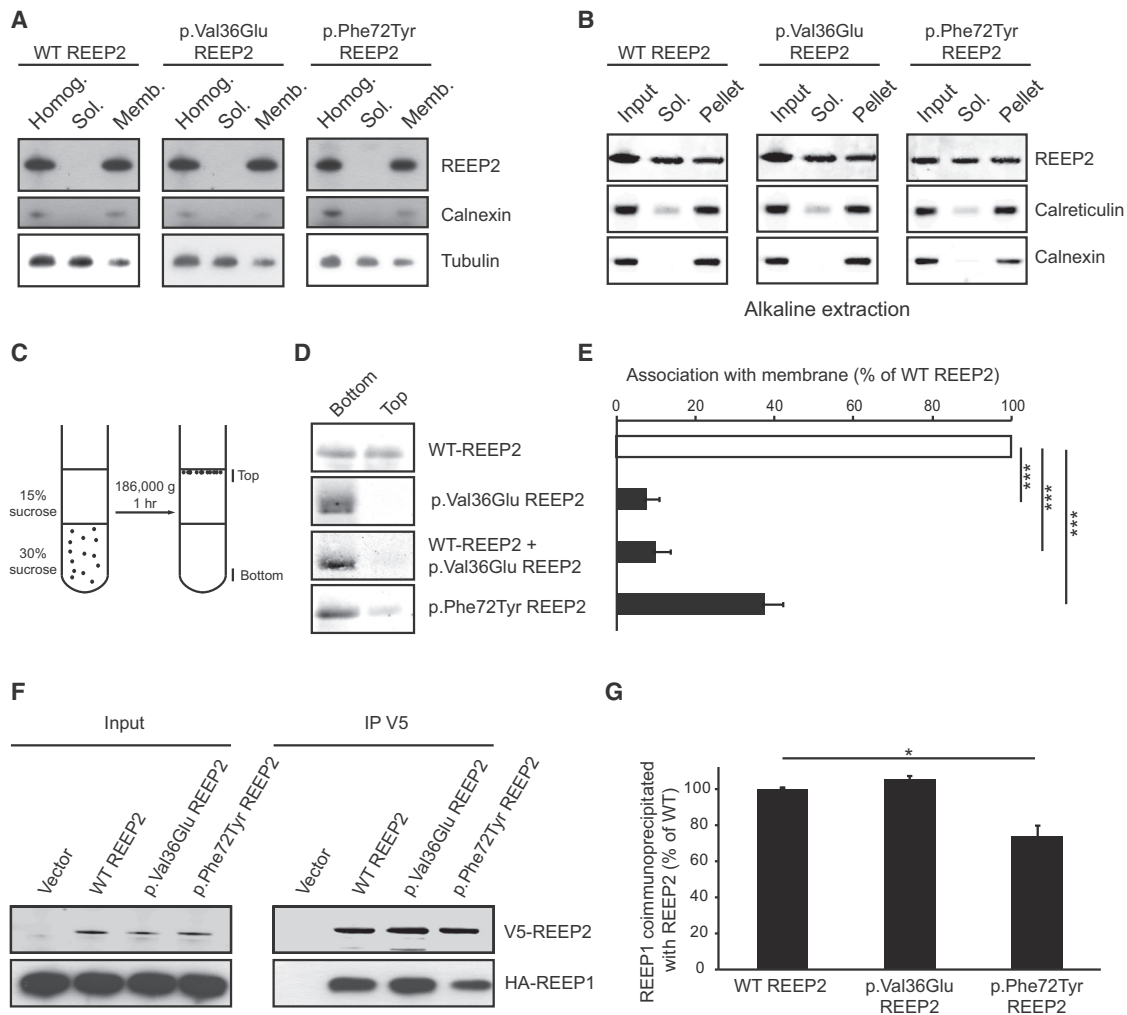 A
WT REEP2
p.Val36Glu
REEP2
p.Phe72Tyr
REEP2
Homog.
Sol.
Memb.
Homog.
Sol.
Memb.
Homog.
Sol.
Memb.
REEP2
Calnexin
Tubulin
B
WT REEP2
p.Val36Glu
REEP2
p.Phe72Tyr
REEP2
Input
Sol.
Pellet
Input
Sol.
Pellet
Input
Sol.
Pellet
REEP2
Calreticulin
Calnexin
Alkaline extraction
C
15%
sucrose
30%
sucrose
186,000 g
1 hr
Top
Bottom
D
Bottom
Top
WT-REEP2
p.Val36Glu REEP2
WT-REEP2 +
p.Val36Glu REEP2
p.Phe72Tyr REEP2
E
Association with membrane (% of WT REEP2)
0 20 40 60 80 100
***
***
***
F
Input
IP V5
Vector
WT REEP2
p.Val36Glu REEP2
p.Phe72Tyr REEP2
Vector
WT REEP2
p.Val36Glu REEP2
p.Phe72Tyr REEP2
V5-REEP2
HA-REEP1
G
REEP1 coimmunoprecipitated
with REEP2 (% of WT)
100
80
60
40
20
0
*
WT REEP2
p.Val36Glu
REEP2
p.Phe72Tyr
REEP2